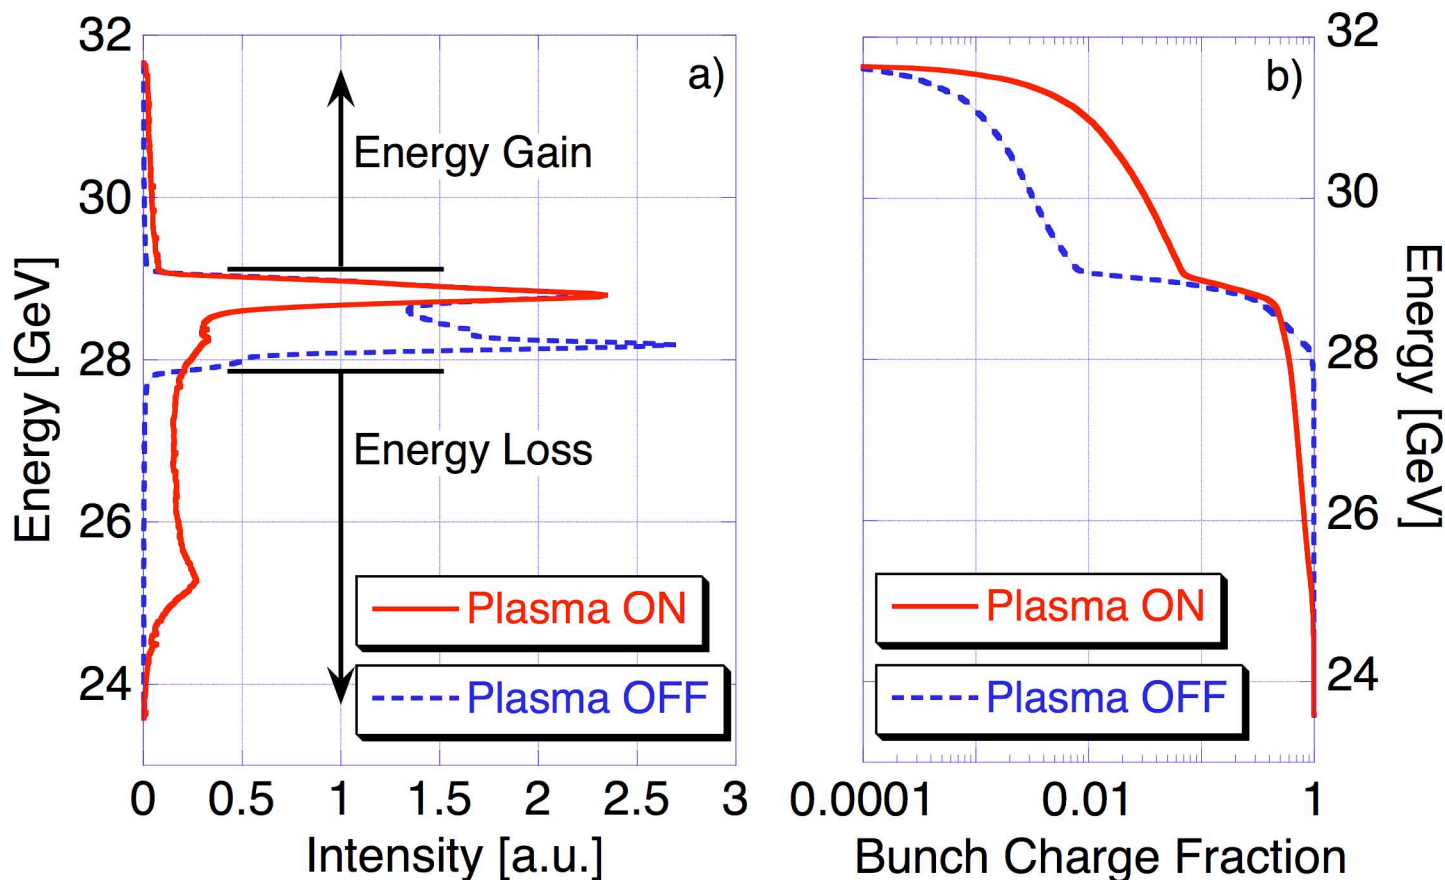 a)
32
30
28
26
24
Energy [GeV]
Energy Gain
Energy Loss
Plasma ON
Plasma OFF
0 0.5 1 1.5 2 2.5 3
Intensity [a.u.]
b)
32
30
28
26
24
Energy [GeV]
Plasma ON
Plasma OFF
0.0001 0.01 1
Bunch Charge Fraction